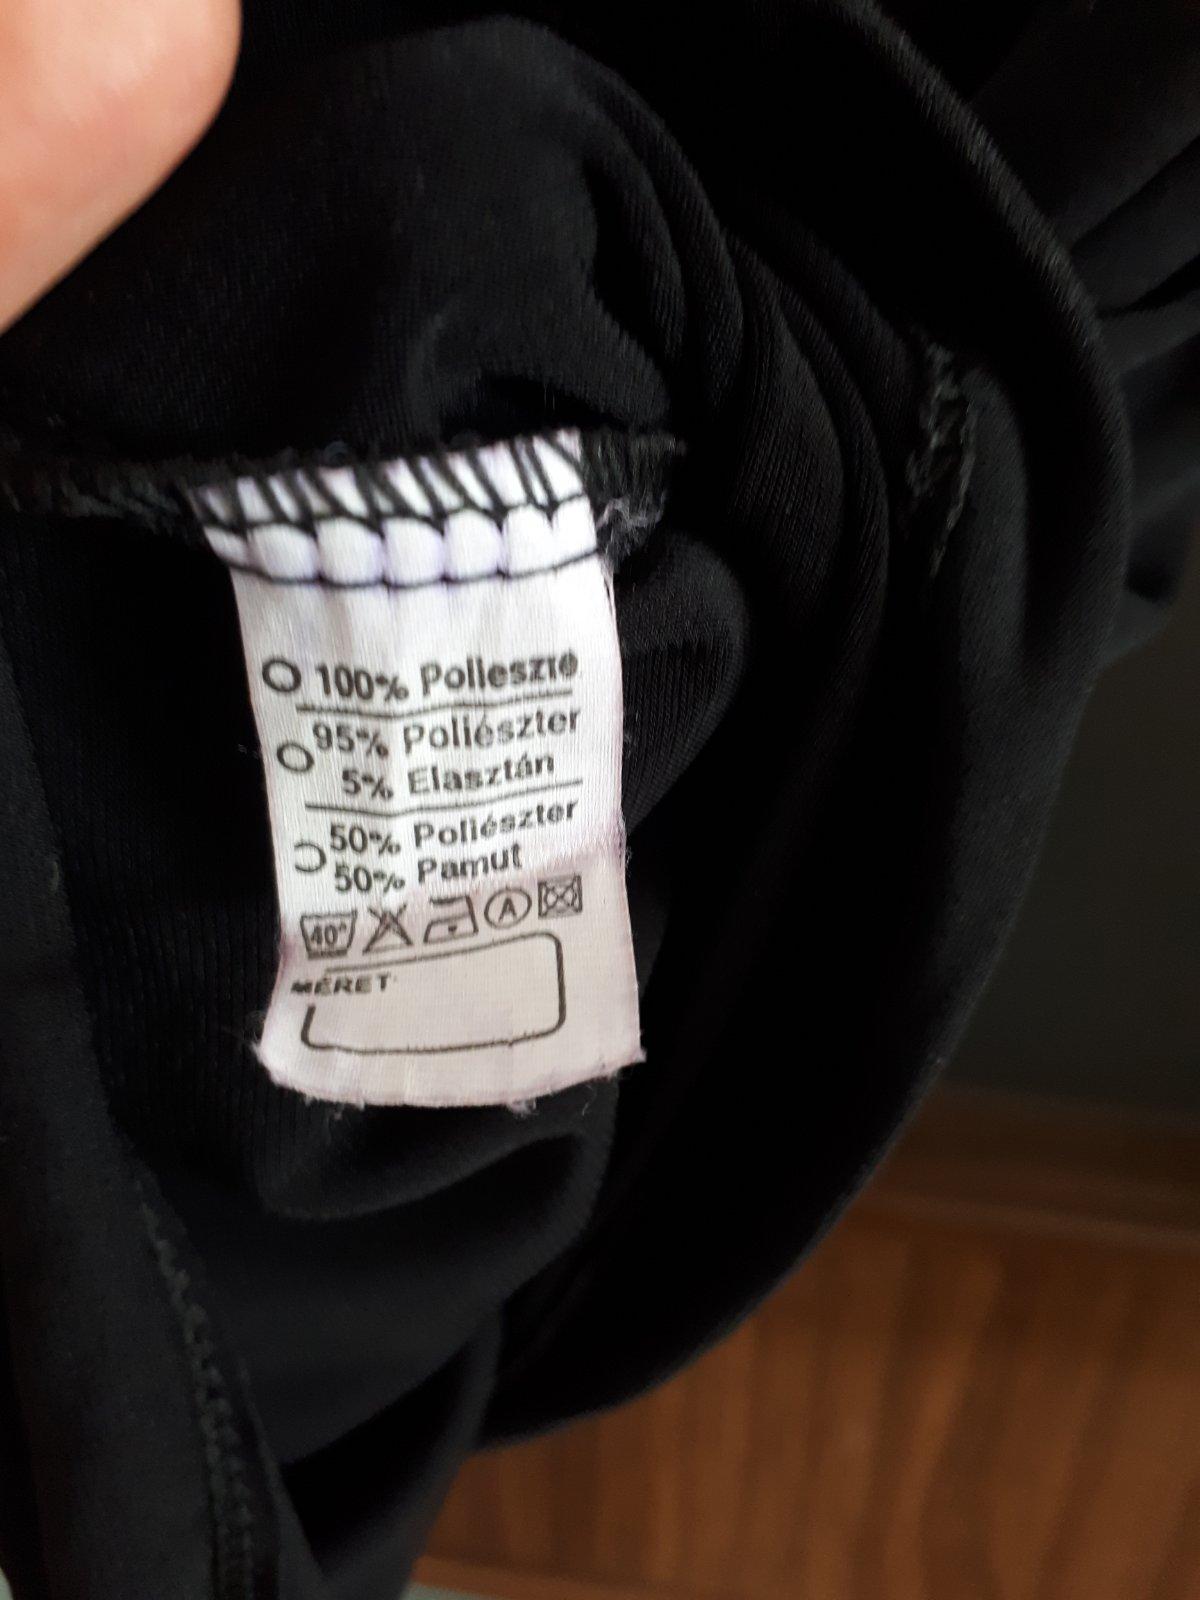 100% Polieszte
95% Poliészter
5% Elasztán
50% Poliészter
50% Pamut
40° A
MÉRET